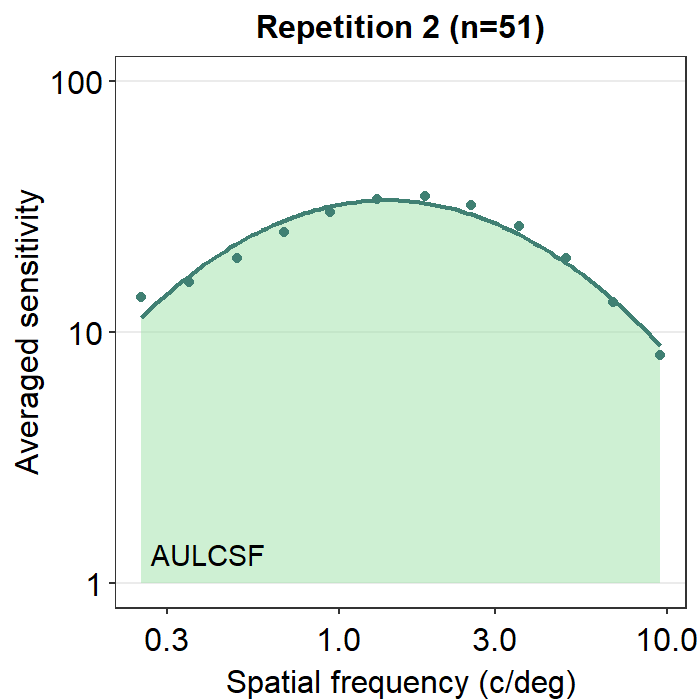 Repetition 2 (n=51)
Averaged sensitivity
100
10
1
AULCSF
0.3 1.0 3.0 10.0
Spatial frequency (c/deg)